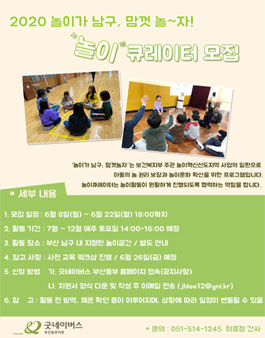 2020 놀이가 남구, 맘껏 놀~자!
"놀이"큐레이터 모집
'놀이가 남구, 맘껏놀자'는 보건복지부 주관 놀이혁신선도지역 사업의 일환으로
아동의 놀 권리 보장과 놀이문화 확산을 위한 프로그램입니다.
놀이큐레이터는 놀이활동이 원활하게 진행되도록 협력하는 역할을 합니다.
* 세부 내용
1. 모집 일정 : 6월 8일(월) ~ 6월 22일(월) 18:00까지
2. 활동 기간 : 7월 ~ 12월 매주 토요일 14:00-16:00 예정
3. 활동 장소 : 부산 남구 내 지정된 놀이공간 / 별도 안내
4. 참고 사항 : 사전 교육 워크샵 진행 / 6월 26일(금) 예정
5. 신청 방법 가. 굿네이버스 부산동부 홈페이지 접속(공지사항)
나. 지원서 양식 다운 및 작성 후 이메일 전송 (jhlee12@gni.kr)
6. 참 고 : 활동 전 방역, 체온 확인 등이 이루어지며, 상황에 따라 일정이 변동될 수 있음
굿네이버스
* 문의 : 051-514-1245 이효정 간사